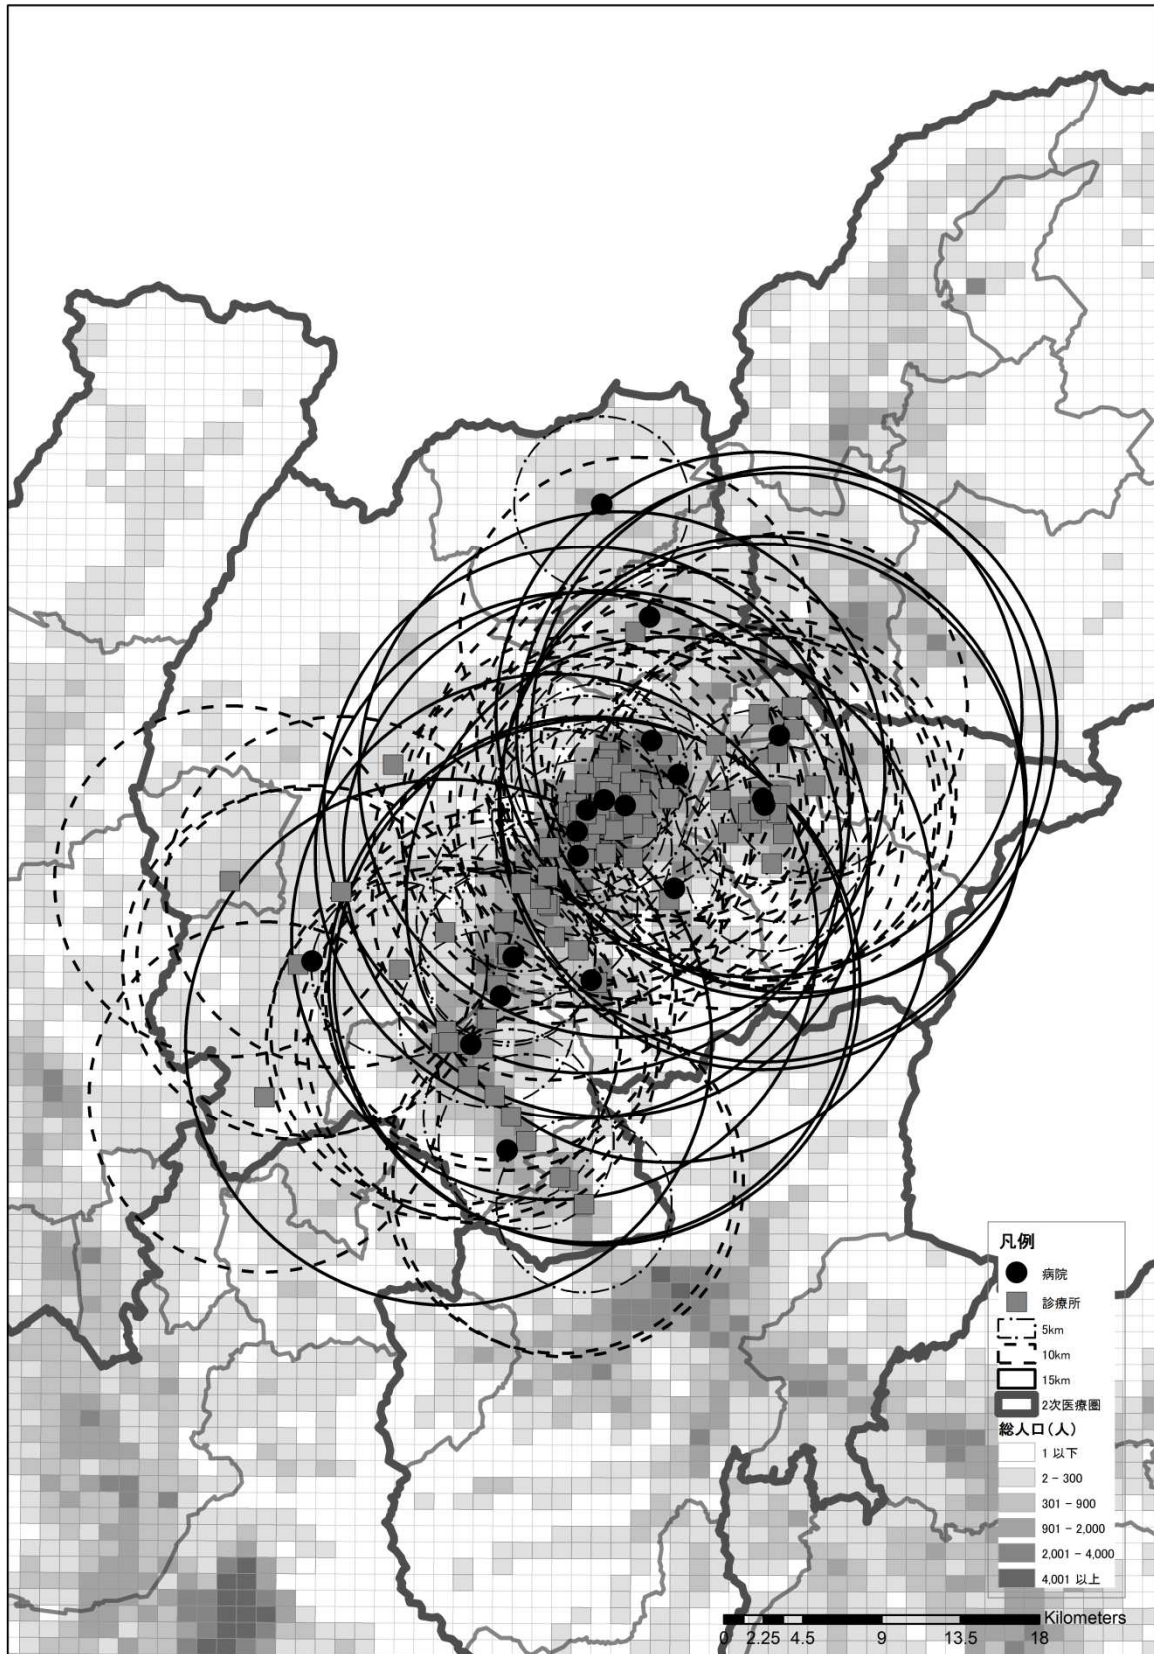 凡例
病院
診療所
5km
10km
15km
2次医療圏
総人口(人)
1 以下
2 - 300
301 - 900
901 - 2,000
2,001 - 4,000
4,001 以上
Kilometers
0 2.25 4.5 9 13.5 18